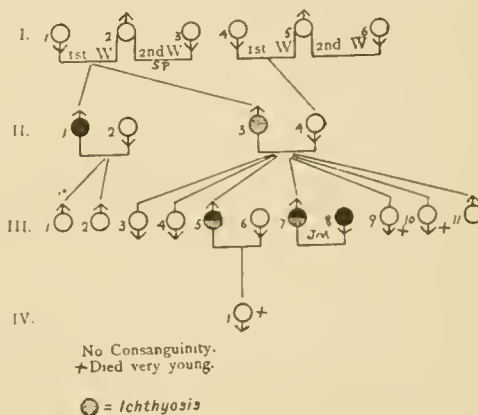 I. 1 2 3 4 5 6
1st W 2nd W 1st W 2nd W
SP
II. 1 2 3 4
III. 1 2 3 4 5 6 7 8 9 + 10 + 11
JM
IV. 1 +
No Consanguinity.
+Died very young.
= Ichthyosis